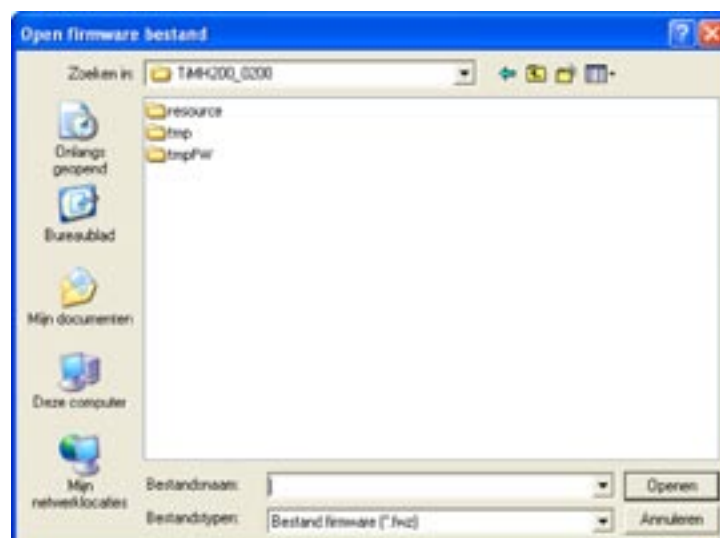 Open firmware bestand
Zoeken in:
TMH200_0200
resource
tmp
tmpFW
Onlangs
geopend
Bureaublad
Mijn documenten
Deze computer
Mijn
netwerklocaties
Bestandsnaam:
Openen
Bestandstypen:
Bestand firmware (*.fwz)
Annuleren